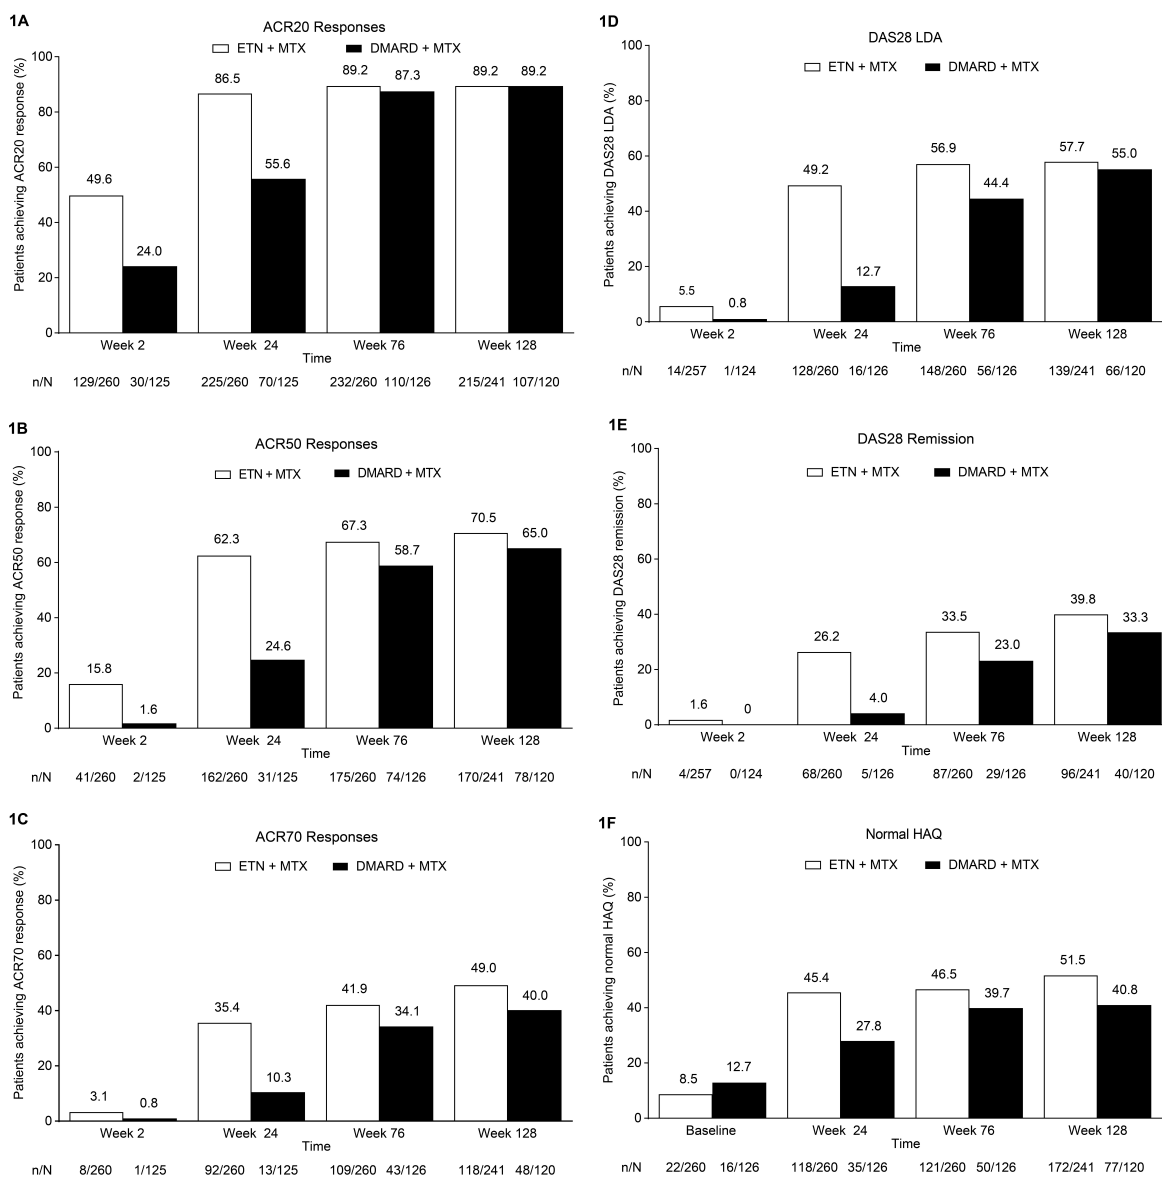 1A
ACR20 Responses
ETN + MTX DMARD + MTX
Patients achieving ACR20 response (%)
100
80
60
40
20
0
49.6 24.0 86.5 55.6 89.2 87.3 89.2 89.2
Week 2 Week 24 Week 76 Week 128
Time
n/N 129/260 30/125 225/260 70/125 232/260 110/126 215/241 107/120
1B
ACR50 Responses
ETN + MTX DMARD + MTX
Patients achieving ACR50 response (%)
100
80
60
40
20
0
15.8 1.6 62.3 24.6 67.3 58.7 70.5 65.0
Week 2 Week 24 Week 76 Week 128
Time
n/N 41/260 2/125 162/260 31/125 175/260 74/126 170/241 78/120
1C
ACR70 Responses
ETN + MTX DMARD + MTX
Patients achieving ACR70 response (%)
100
80
60
40
20
0
3.1 0.8 35.4 10.3 41.9 34.1 49.0 40.0
Week 2 Week 24 Week 76 Week 128
Time
n/N 8/260 1/125 92/260 13/125 109/260 43/126 118/241 48/120
1D
DAS28 LDA
ETN + MTX DMARD + MTX
Patients achieving DAS28 LDA (%)
100
80
60
40
20
0
5.5 0.8 49.2 12.7 56.9 44.4 57.7 55.0
Week 2 Week 24 Week 76 Week 128
Time
n/N 14/257 1/124 128/260 16/126 148/260 56/126 139/241 66/120
1E
DAS28 Remission
ETN + MTX DMARD + MTX
Patients achieving DAS28 remission (%)
100
80
60
40
20
0
1.6 0 26.2 4.0 33.5 23.0 39.8 33.3
Week 2 Week 24 Week 76 Week 128
Time
n/N 4/257 0/124 68/260 5/126 87/260 29/126 96/241 40/120
1F
Normal HAQ
ETN + MTX DMARD + MTX
Patients achieving normal HAQ (%)
100
80
60
40
20
0
8.5 12.7 45.4 27.8 46.5 39.7 51.5 40.8
Baseline Week 24 Week 76 Week 128
Time
n/N 22/260 16/126 118/260 35/126 121/260 50/126 172/241 77/120